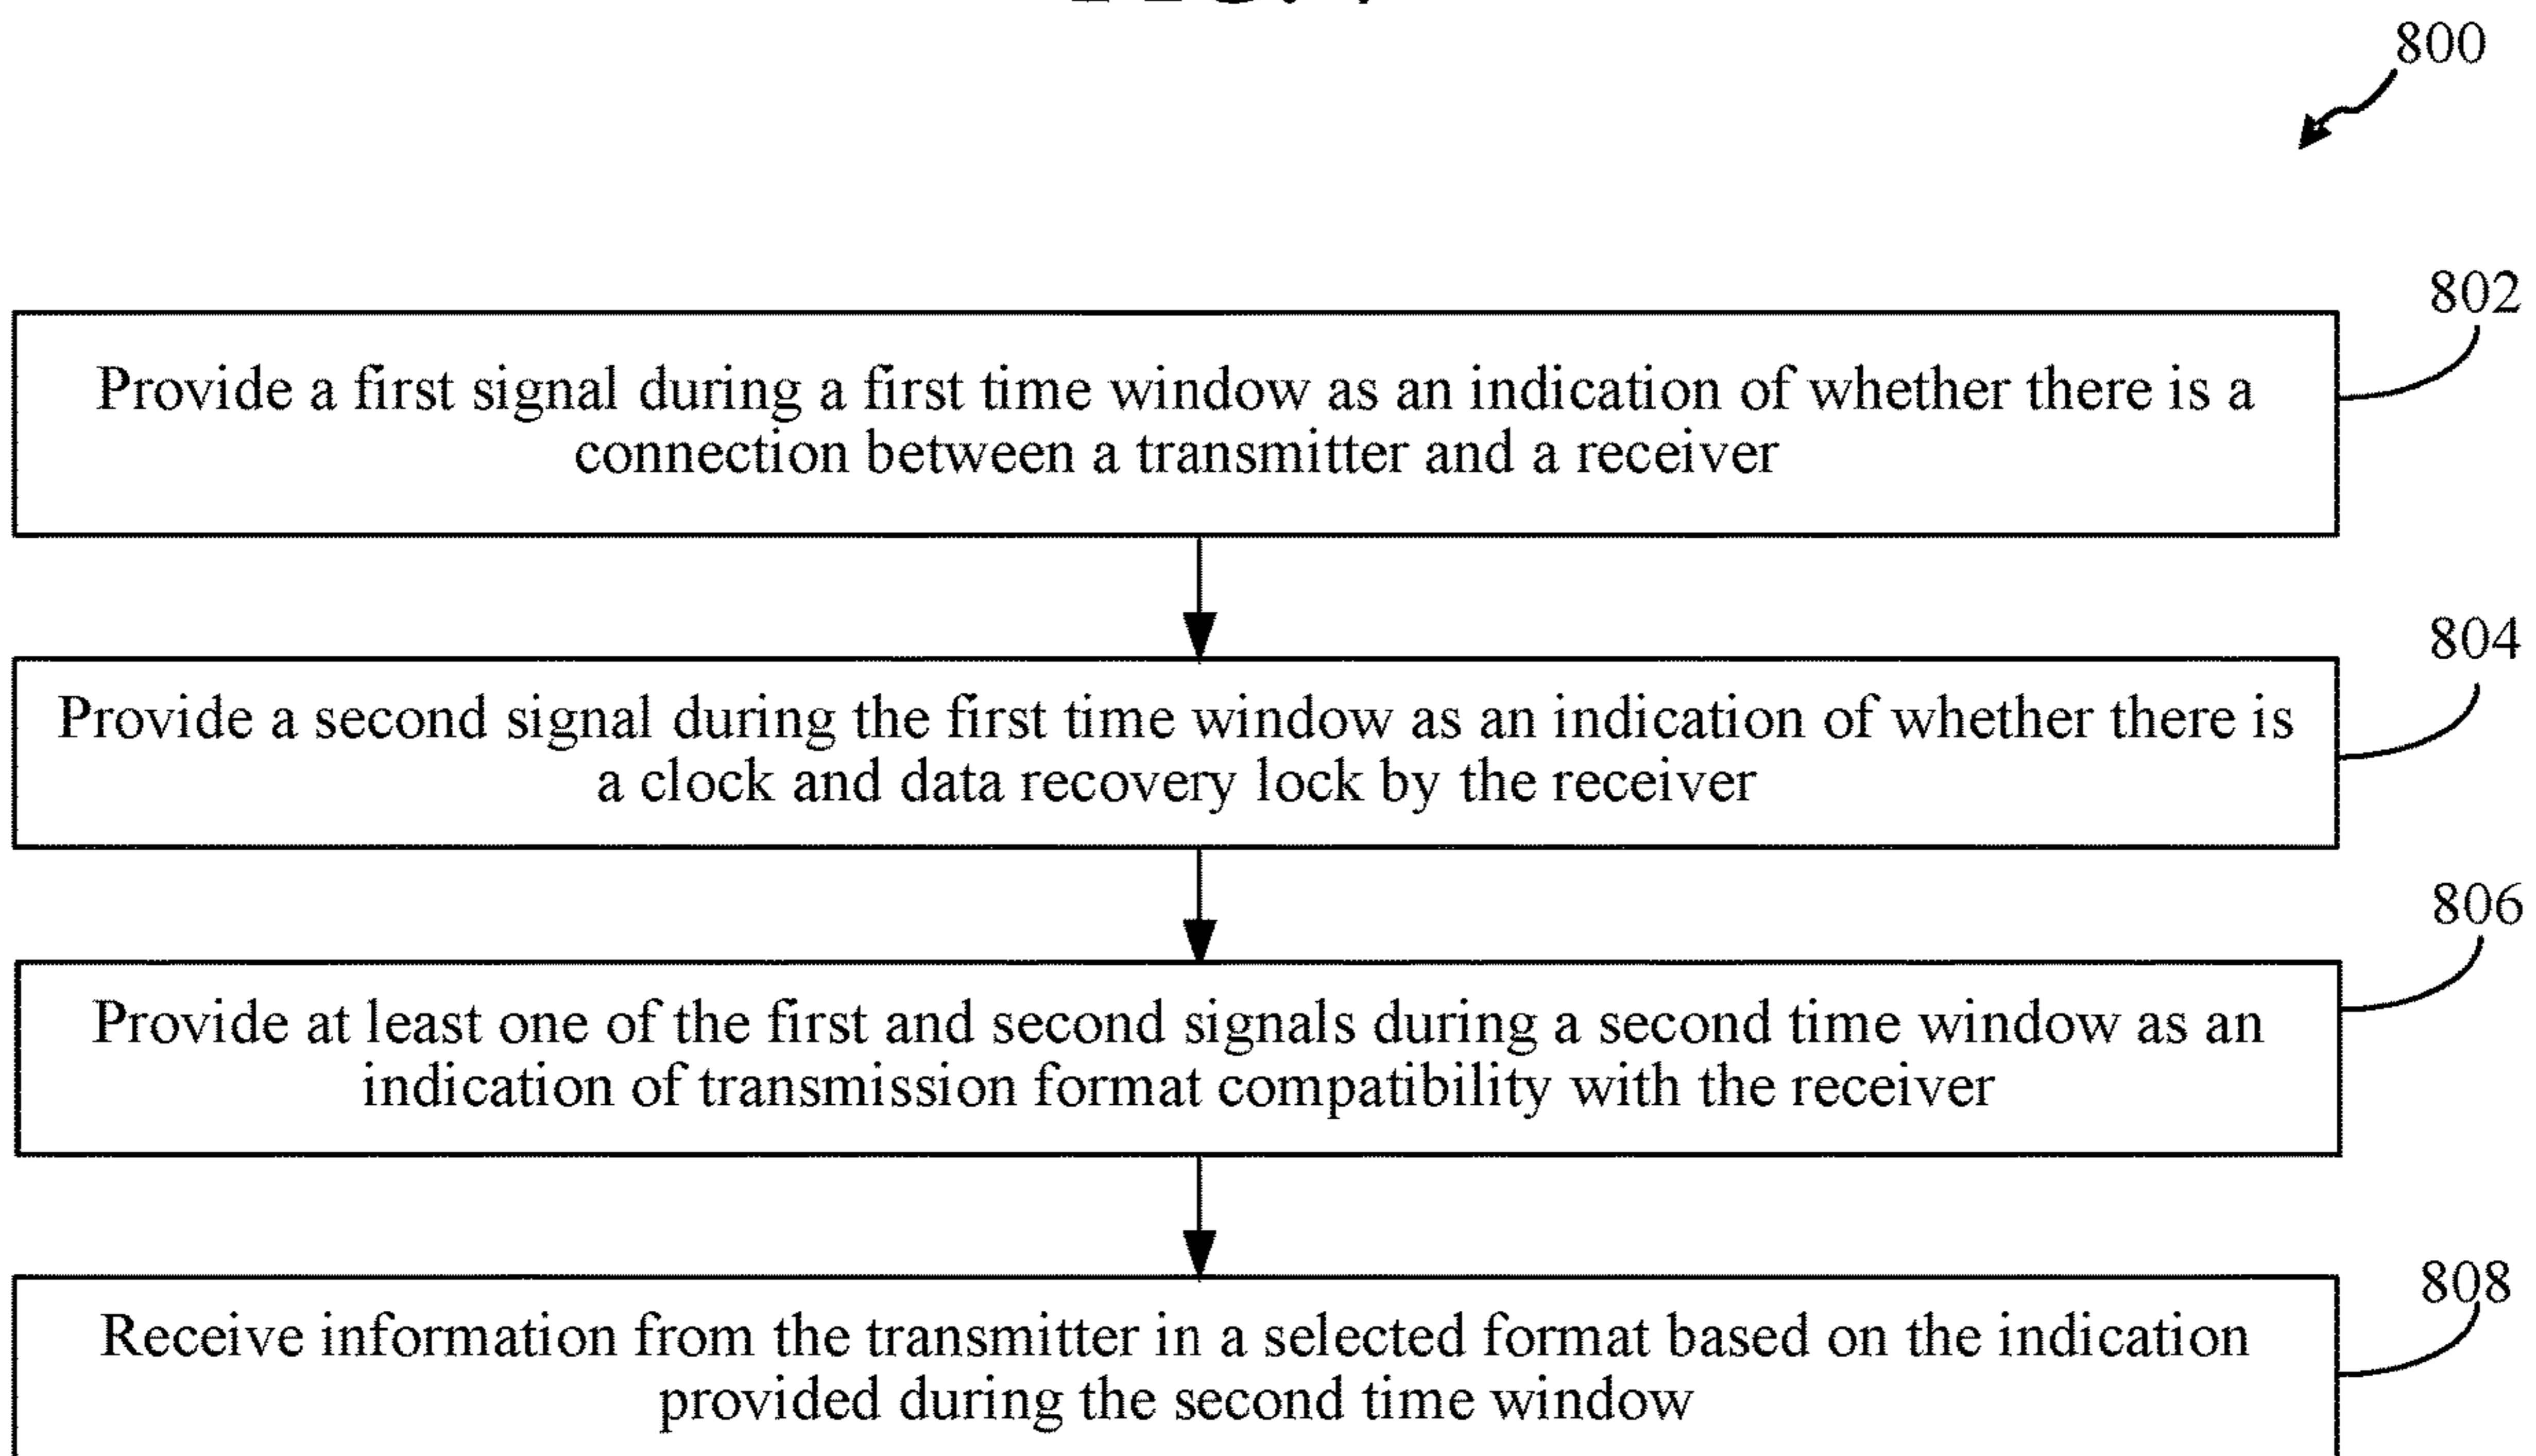 800
802
Provide a first signal during a first time window as an indication of whether there is a
connection between a transmitter and a receiver
804
Provide a second signal during the first time window as an indication of whether there is
a clock and data recovery lock by the receiver
806
Provide at least one of the first and second signals during a second time window as an
indication of transmission format compatibility with the receiver
808
Receive information from the transmitter in a selected format based on the indication
provided during the second time window